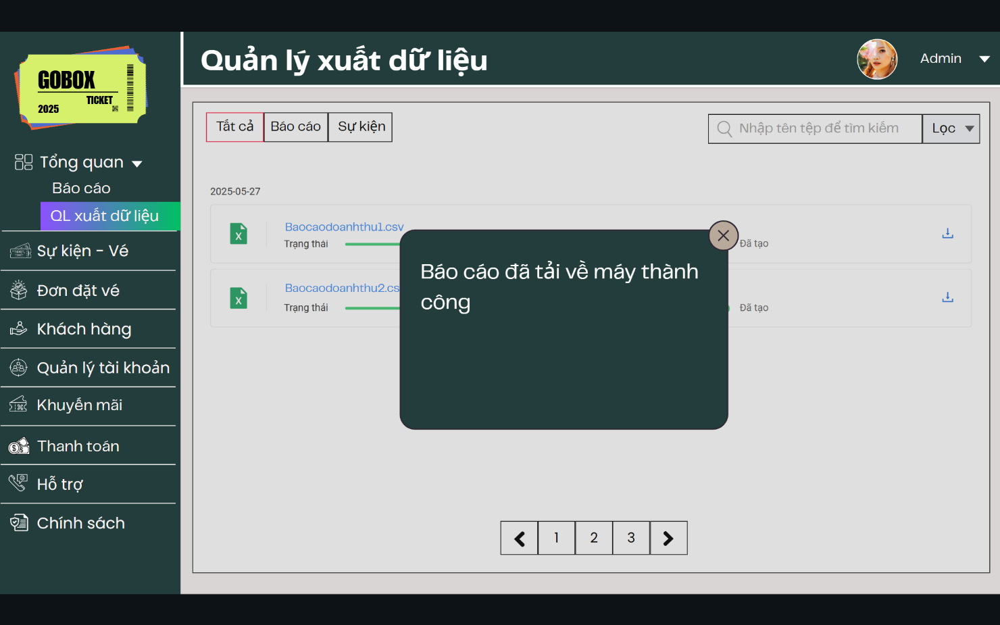 GOBOX
TICKET
2025
Tổng quan
Báo cáo
QL xuất dữ liệu
Sự kiện - Vé
Đơn đặt vé
Khách hàng
Quản lý tài khoản
Khuyến mãi
Thanh toán
Hỗ trợ
Chính sách
Quản lý xuất dữ liệu
Admin
Tất cả
Báo cáo
Sự kiện
Nhập tên tệp để tìm kiếm
Lọc
2025-05-27
Baocaodoanhthu1.csv
Trạng thái
Đã tạo
Baocaodoanhthu2.cs
Trạng thái
Đã tạo
Báo cáo đã tải về máy thành
công
1
2
3